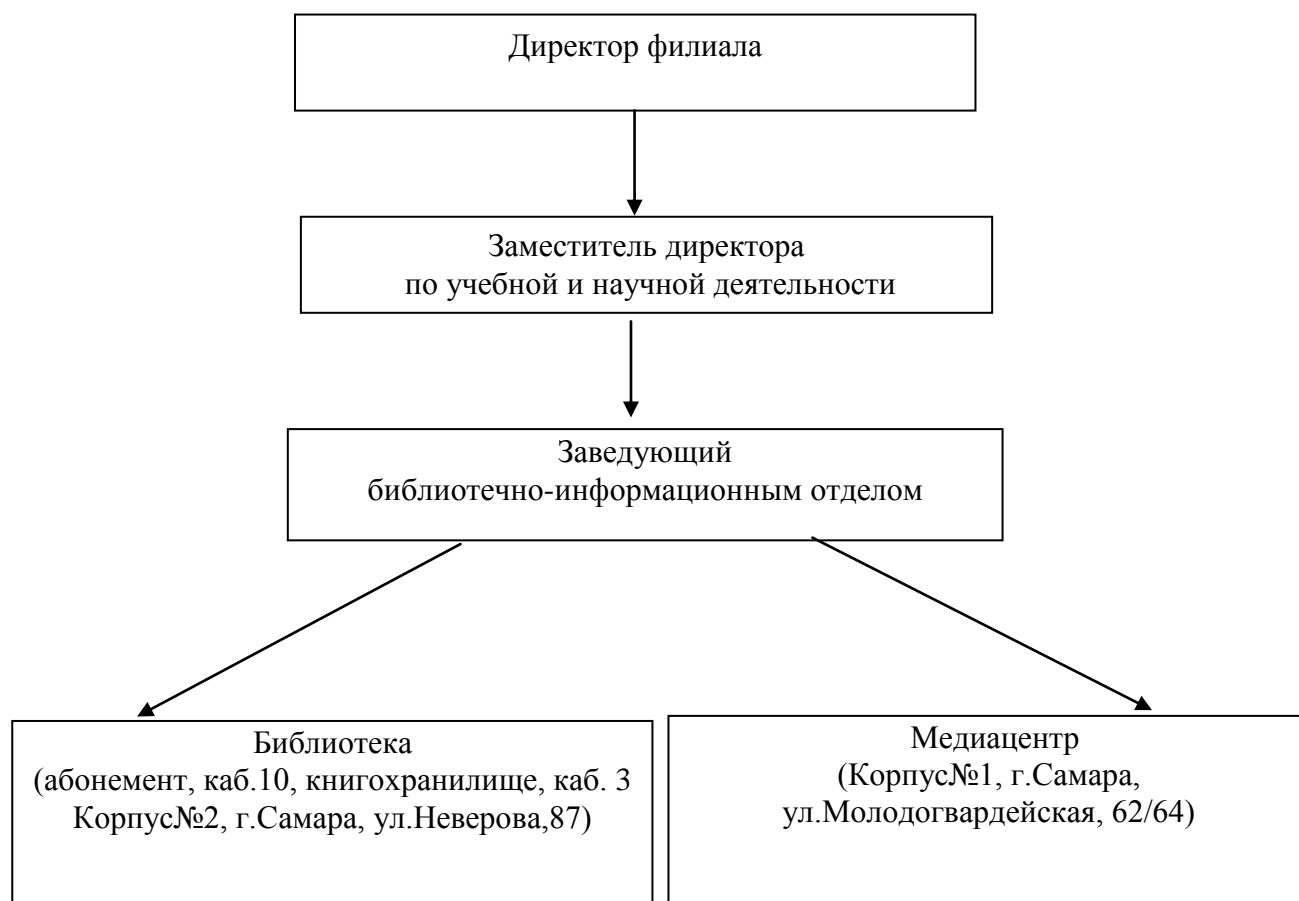 Директор филиала
Заместитель директора
по учебной и научной деятельности
Заведующий
библиотечно-информационным отделом
Библиотека
(абонемент, каб.10, книгохранилище, каб. 3
Корпус№2, г.Самара, ул.Неверова,87)
Медиацентр
(Корпус№1, г.Самара,
ул.Молодогвардейская, 62/64)